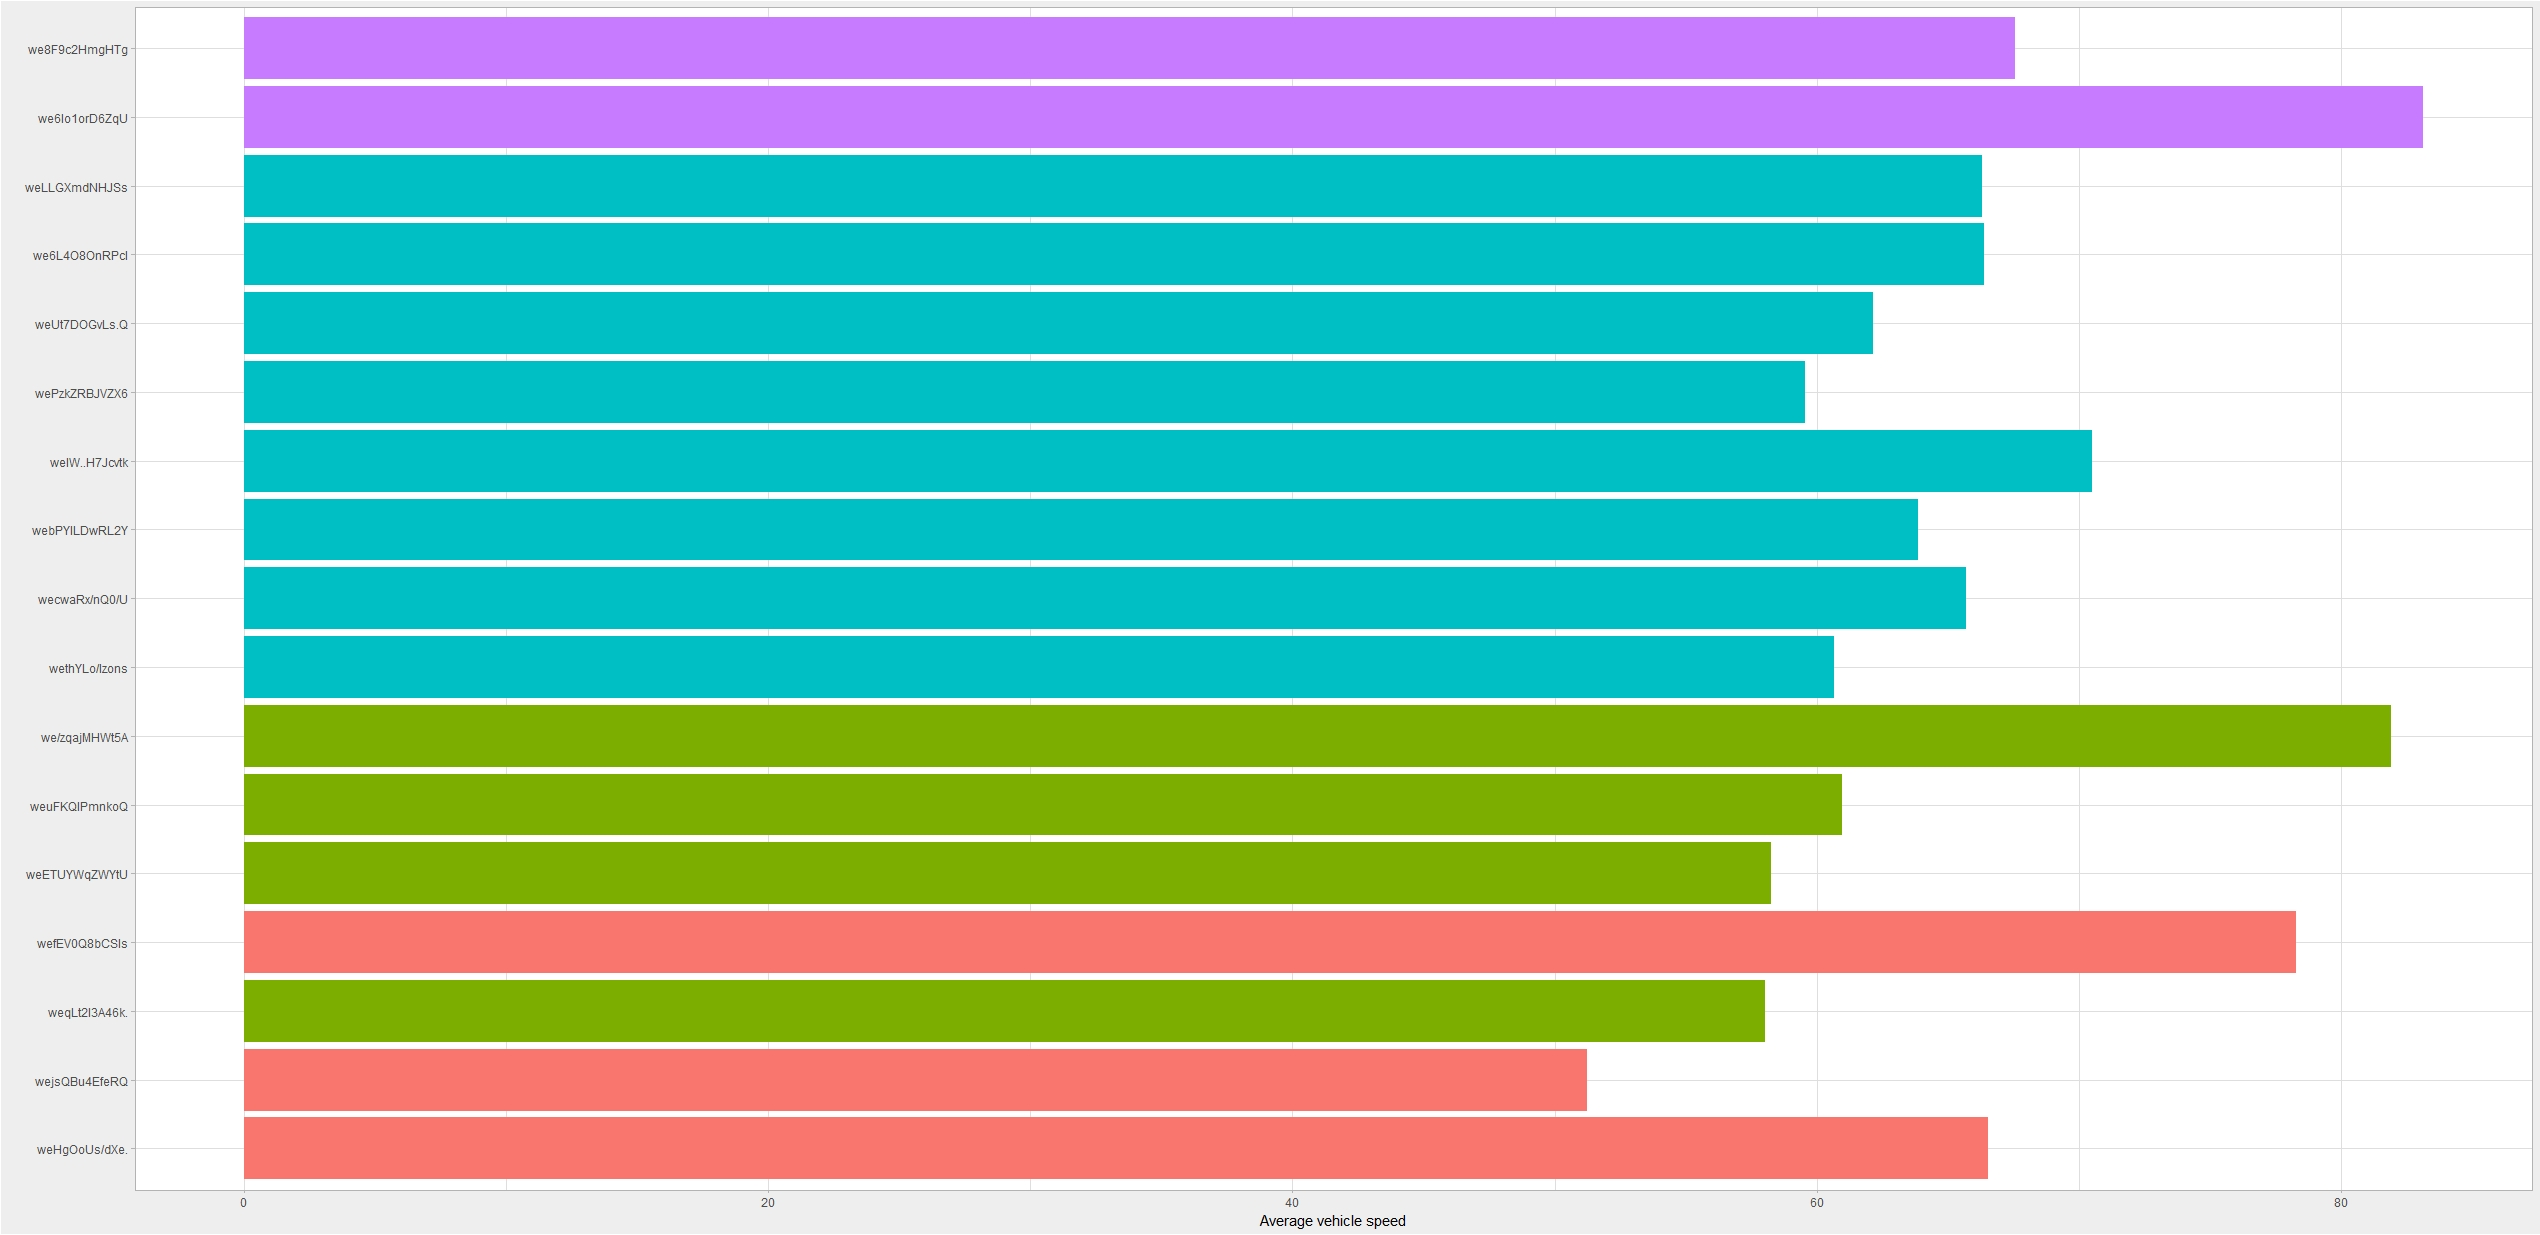 we8F9c2HmgHTg
we6Io1orD6ZqU
weLLGXmdNHJSs
we6L4O8OnRPcI
weUt7DOGvLs.Q
wePzkZRBJVZX6
weIW..H7Jcvtk
webPYILDwRL2Y
wecwaRx/nQ0/U
wethYLo/Izons
we/zqajMHWt5A
weuFKQIPmnkoQ
weETUYWqZWYtU
wefEV0Q8bCSIs
weqLt2I3A46k.
wejsQBu4EfeRQ
weHgOoUs/dXe.
0 20 40 60 80
Average vehicle speed